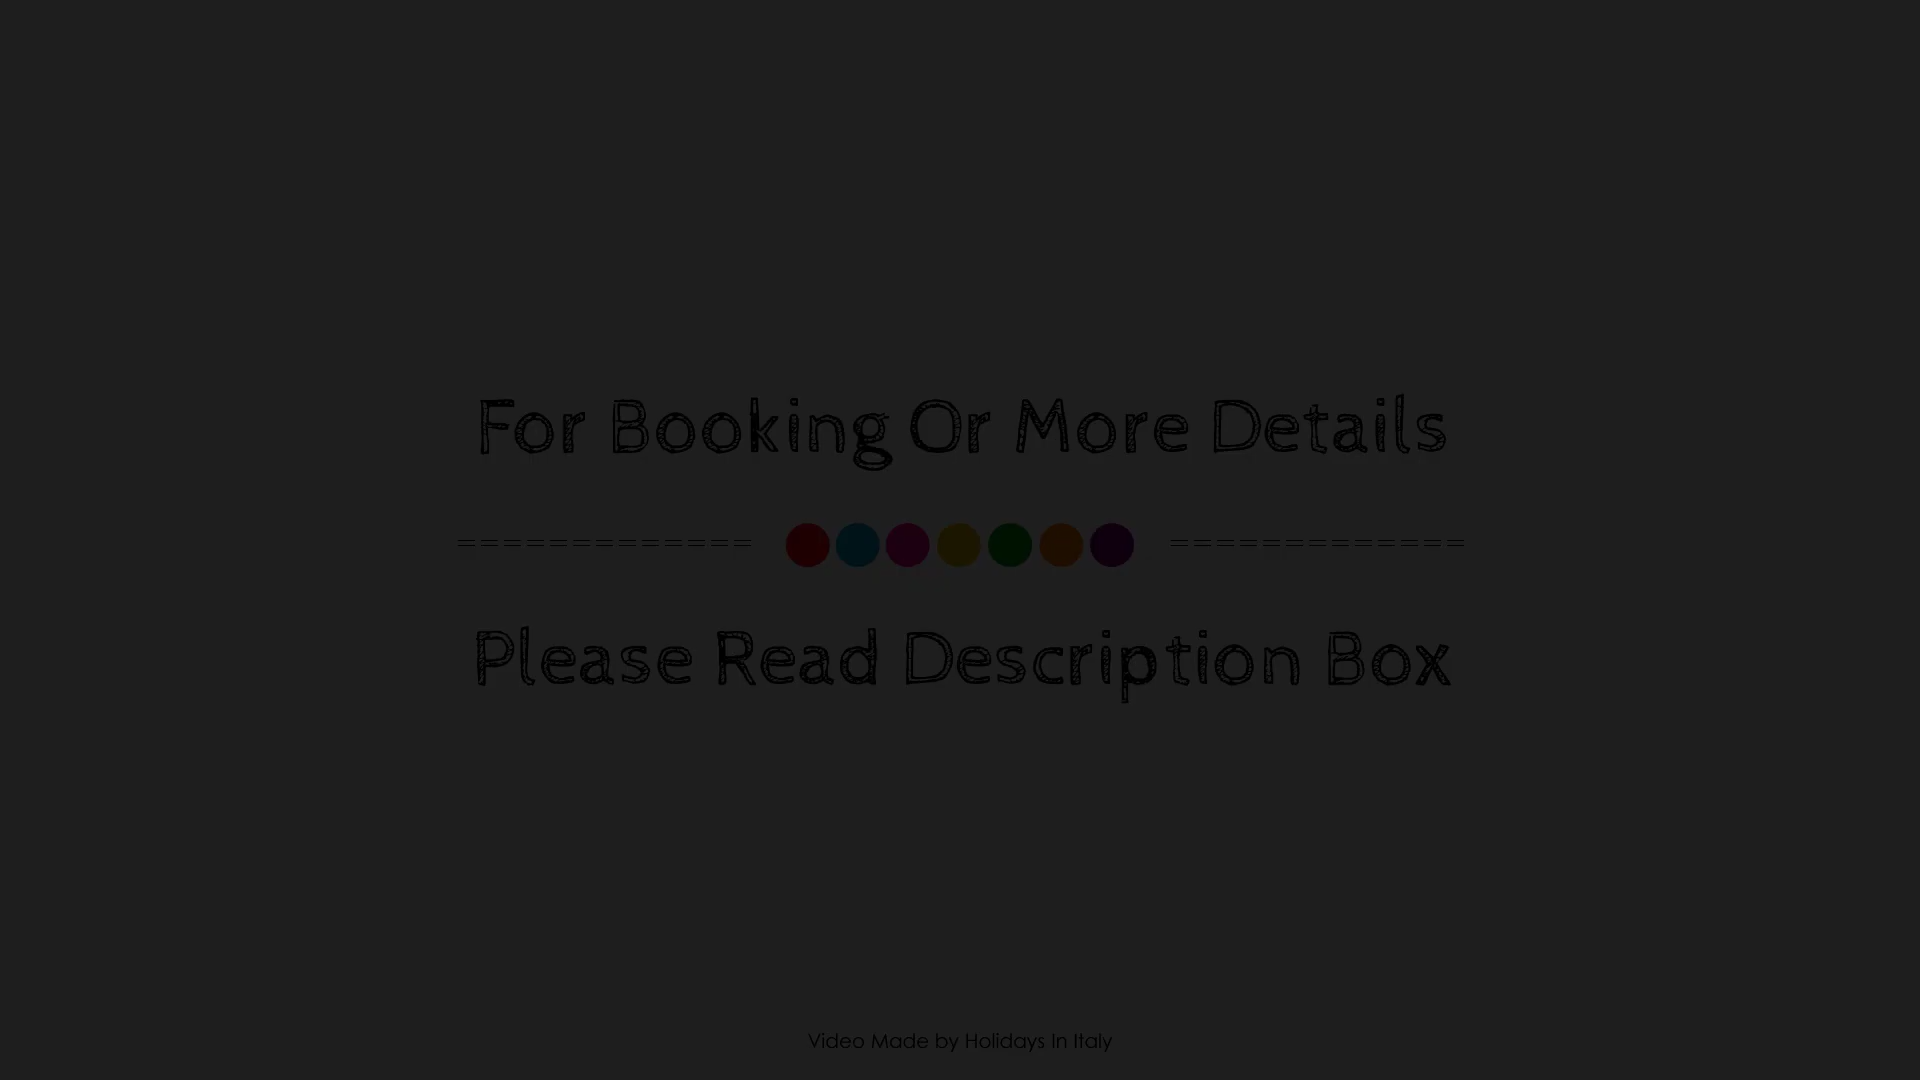 For Booking Or More Details
============= =============
Please Read Description Box
Video Made by Holidays In Italy